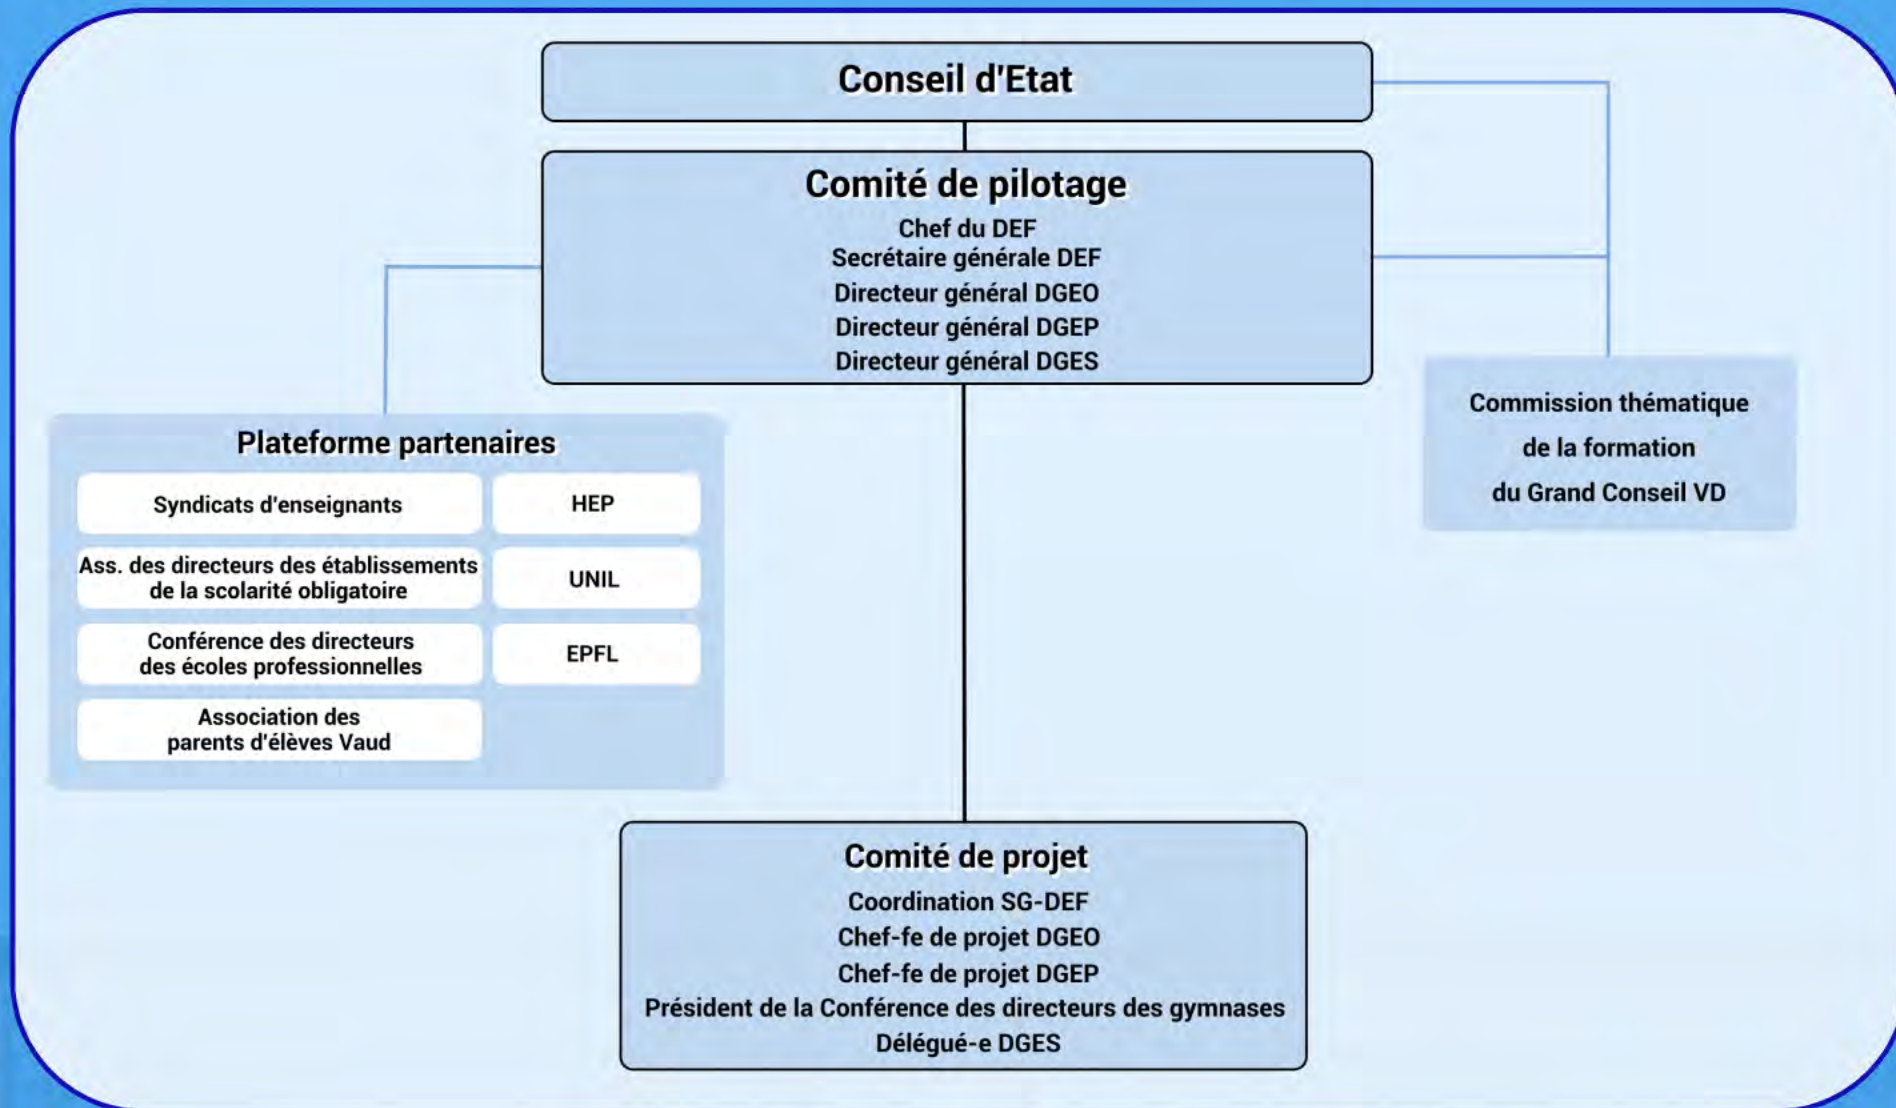 Conseil d'Etat
Comité de pilotage
Chef du DEF
Secrétaire générale DEF
Directeur général DGEO
Directeur général DGEP
Directeur général DGES
Plateforme partenaires
Syndicats d'enseignants
HEP
Ass. des directeurs des établissements
de la scolarité obligatoire
UNIL
Conférence des directeurs
des écoles professionnelles
EPFL
Association des
parents d'élèves Vaud
Commission thématique
de la formation
du Grand Conseil VD
Comité de projet
Coordination SG-DEF
Chef-fe de projet DGEO
Chef-fe de projet DGEP
Président de la Conférence des directeurs des gymnases
Délégué-e DGES